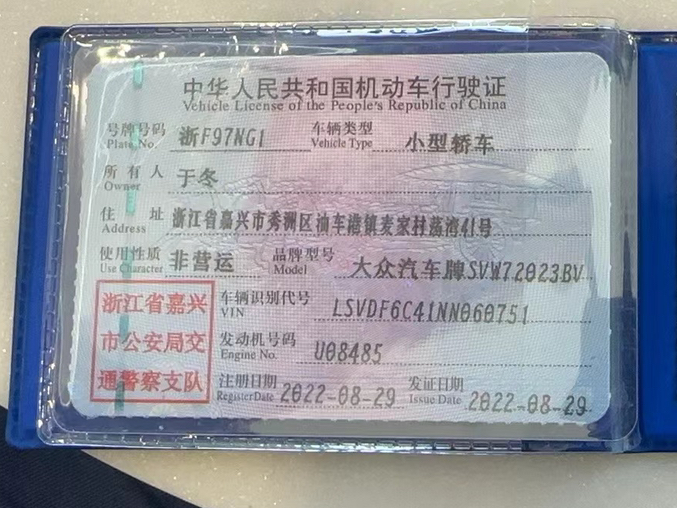 中华人民共和国机动车行驶证
Vehicle License of the People's Republic of China
号牌号码 浙F97NG1 车辆类型 小型轿车
Plate No. Vehicle Type
所有人 于冬
Owner
住址 浙江省嘉兴市秀洲区油车港镇麦家村荡湾41号
Address
使用性质 非营运 品牌型号 大众汽车牌SVW72023BV
Use Character Model
浙江省嘉兴
市公安局交
通警察支队
车辆识别代号 LSVDF6C41NN060751
VIN
发动机号码 U08485
Engine No.
注册日期 2022-08-29 发证日期 2022-08-29
Register Date Issue Date